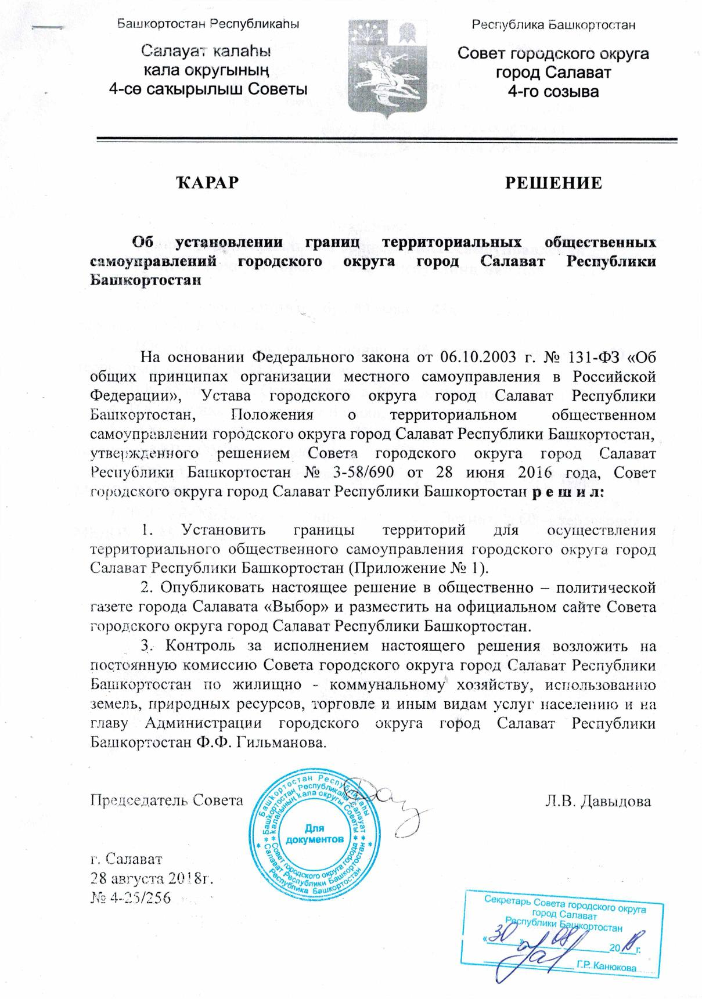 Башкортостан Республикаһы
Салауат ҡалаһы
ҡала округының
4-сө саҡырылыш Советы
Республика Башкортостан
Совет городского округа
город Салават
4-го созыва
ҠАРАР
РЕШЕНИЕ
Об установлении границ территориальных общественных
самоуправлений городского округа город Салават Республики
Башкортостан
На основании Федерального закона от 06.10.2003 г. № 131-ФЗ «Об
общих принципах организации местного самоуправления в Российской
Федерации», Устава городского округа город Салават Республики
Башкортостан, Положения о территориальном общественном
самоуправлении городского округа город Салават Республики Башкортостан,
утвержденного решением Совета городского округа город Салават
Республики Башкортостан № 3-58/690 от 28 июня 2016 года, Совет
городского округа город Салават Республики Башкортостан р е ш и л:
1. Установить границы территорий для осуществления
территориального общественного самоуправления городского округа город
Салават Республики Башкортостан (Приложение № 1).
2. Опубликовать настоящее решение в общественно – политической
газете города Салавата «Выбор» и разместить на официальном сайте Совета
городского округа город Салават Республики Башкортостан.
3. Контроль за исполнением настоящего решения возложить на
постоянную комиссию Совета городского округа город Салават Республики
Башкортостан по жилищно - коммунальному хозяйству, использованию
земель, природных ресурсов, торговле и иным видам услуг населению и на
главу Администрации городского округа город Салават Республики
Башкортостан Ф.Ф. Гильманова.
Председатель Совета
Л.В. Давыдова
Башҡортостан Республикаһы
Башҡортостан Республикаһы Салауат
ҡалаһының ҡала округы Советы
Для
документов
Совет городского округа города
Салават Республики Башкортостан
Республика Башкортостан
г. Салават
28 августа 2018г.
№ 4-25/256
Секретарь Совета городского округа
город Салават
Республики Башкортостан
«30» 08 2018г.
Г.Р. Канюкова